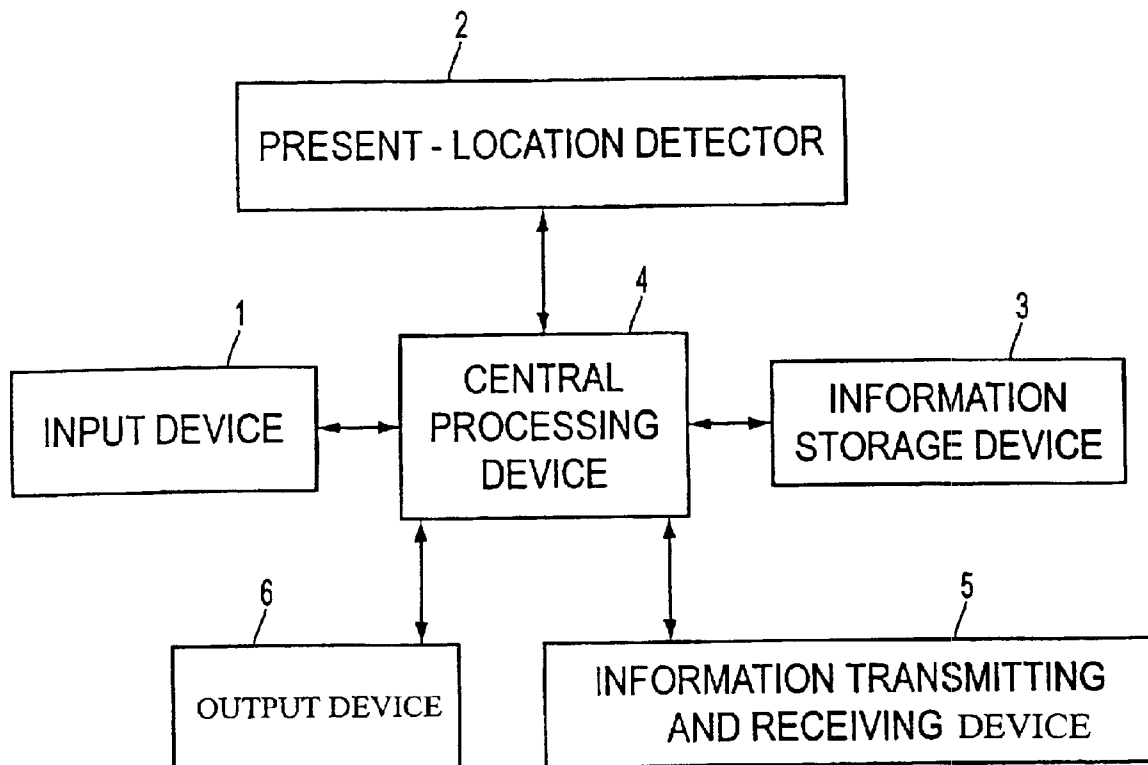 2
PRESENT - LOCATION DETECTOR
1
4
3
INPUT DEVICE
CENTRAL
PROCESSING
DEVICE
INFORMATION
STORAGE DEVICE
6
5
OUTPUT DEVICE
INFORMATION TRANSMITTING
AND RECEIVING DEVICE